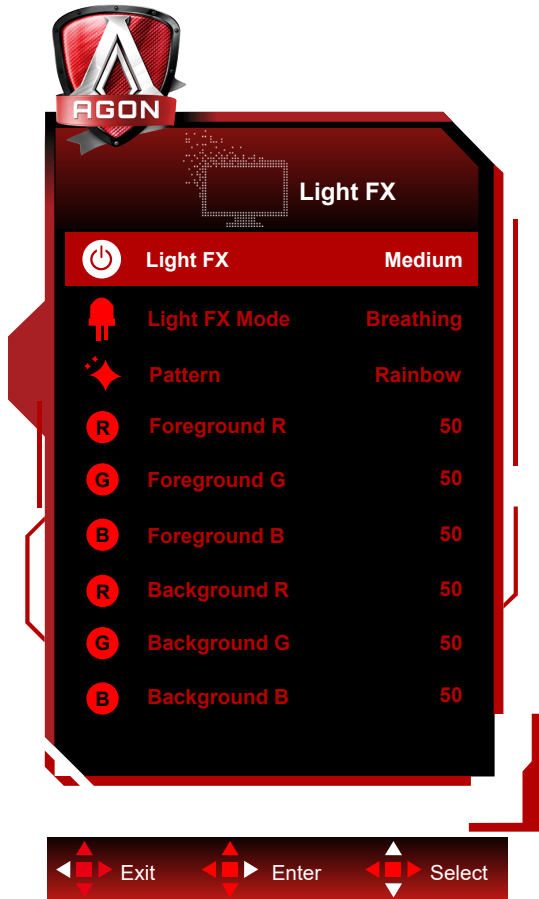 AGON
Light FX
Light FX Medium
Light FX Mode Breathing
Pattern Rainbow
R Foreground R 50
G Foreground G 50
B Foreground B 50
R Background R 50
G Background G 50
B Background B 50
Exit Enter Select